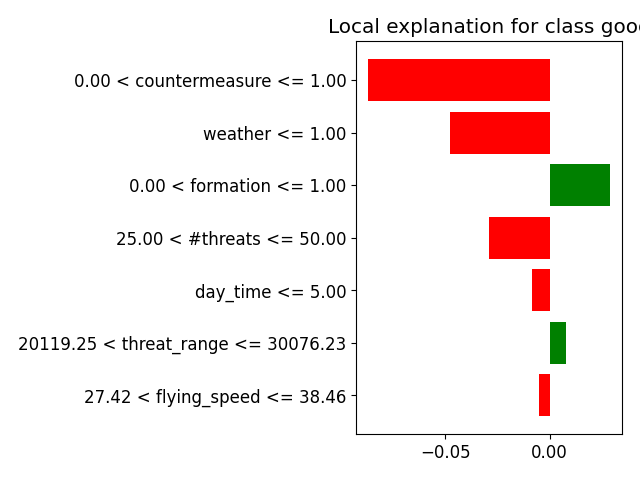 Local explanation for class good
0.00 < countermeasure <= 1.00
weather <= 1.00
0.00 < formation <= 1.00
25.00 < #threats <= 50.00
day_time <= 5.00
20119.25 < threat_range <= 30076.23
27.42 < flying_speed <= 38.46
−0.05 0.00